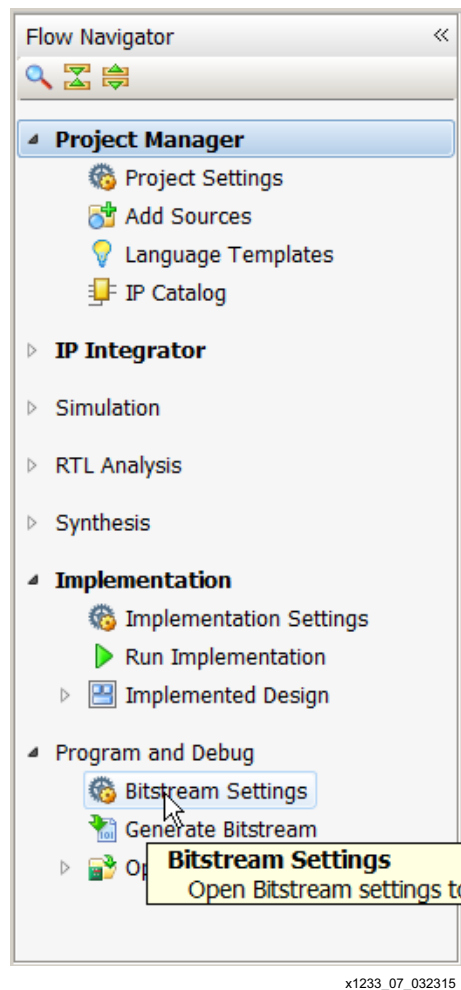 Flow Navigator «
Project Manager
Project Settings
Add Sources
Language Templates
IP Catalog
IP Integrator
Simulation
RTL Analysis
Synthesis
Implementation
Implementation Settings
Run Implementation
Implemented Design
Program and Debug
Bitstream Settings
Generate Bitstream
Op
Bitstream Settings
Open Bitstream settings to
x1233_07_032315